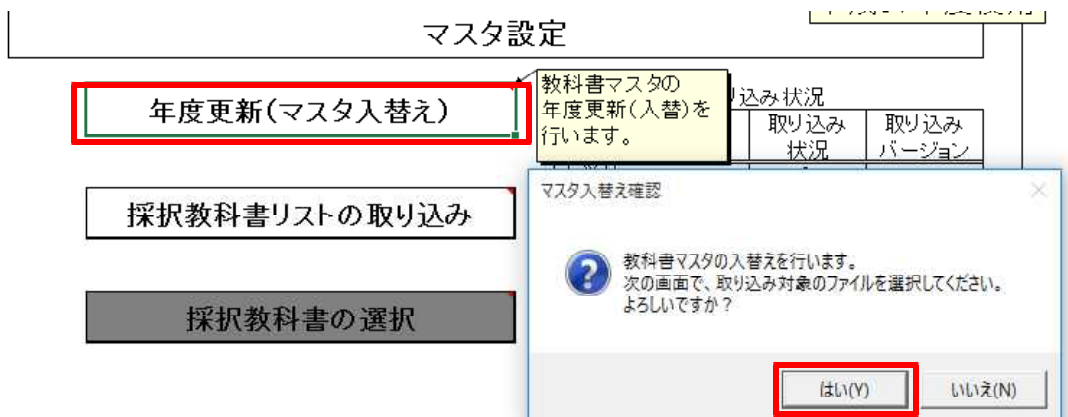 マスタ設定
年度更新(マスタ入替え)
教科書マスタの
年度更新(入替)を
行います。
り込み状況
取り込み
状況
取り込み
バージョン
採択教科書リストの取り込み
採択教科書の選択
マスタ入替え確認
教科書マスタの入替えを行います。
次の画面で、取り込み対象のファイルを選択してください。
よろしいですか？
はい(Y)
いいえ(N)